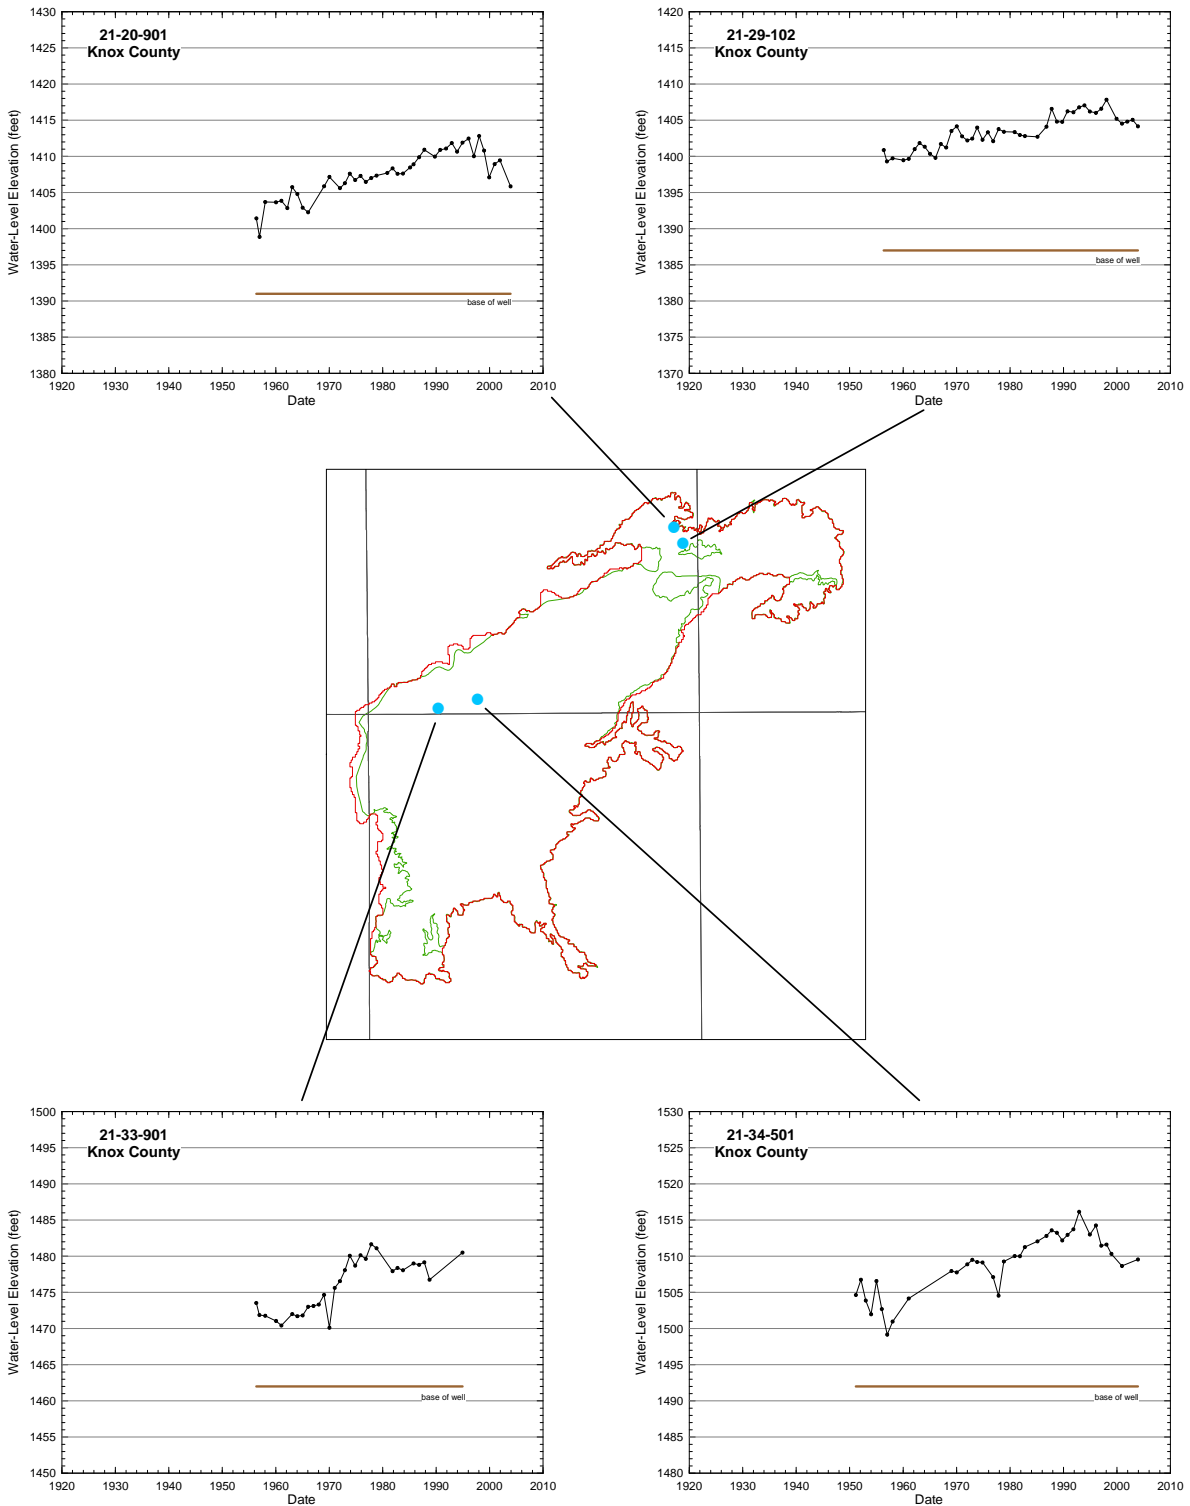 21-20-901
Knox County
Water-Level Elevation (feet)
1430
1425
1420
1415
1410
1405
1400
1395
1390
1385
1380
base of well
1920 1930 1940 1950 1960 1970 1980 1990 2000 2010
Date
21-29-102
Knox County
Water-Level Elevation (feet)
1420
1415
1410
1405
1400
1395
1390
1385
1380
1375
1370
base of well
1920 1930 1940 1950 1960 1970 1980 1990 2000 2010
Date
21-33-901
Knox County
Water-Level Elevation (feet)
1500
1495
1490
1485
1480
1475
1470
1465
1460
1455
1450
base of well
1920 1930 1940 1950 1960 1970 1980 1990 2000 2010
Date
21-34-501
Knox County
Water-Level Elevation (feet)
1530
1525
1520
1515
1510
1505
1500
1495
1490
1485
1480
base of well
1920 1930 1940 1950 1960 1970 1980 1990 2000 2010
Date